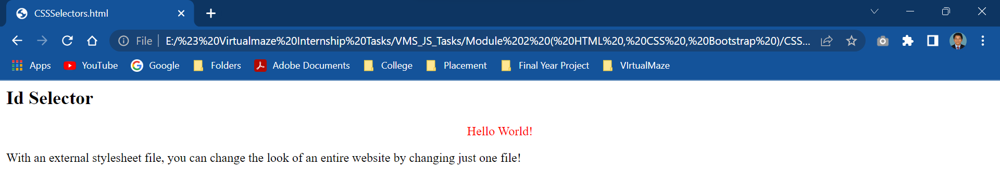 CSSSelectors.html
File E:/%23%20Virtualmaze%20Internship%20Tasks/VMS_JS_Tasks/Module%202%20(%20HTML%20,%20CSS%20,%20Bootstrap%20)/CSS...
Apps YouTube Google Folders Adobe Documents College Placement Final Year Project VIrtualMaze
Id Selector
Hello World!
With an external stylesheet file, you can change the look of an entire website by changing just one file!